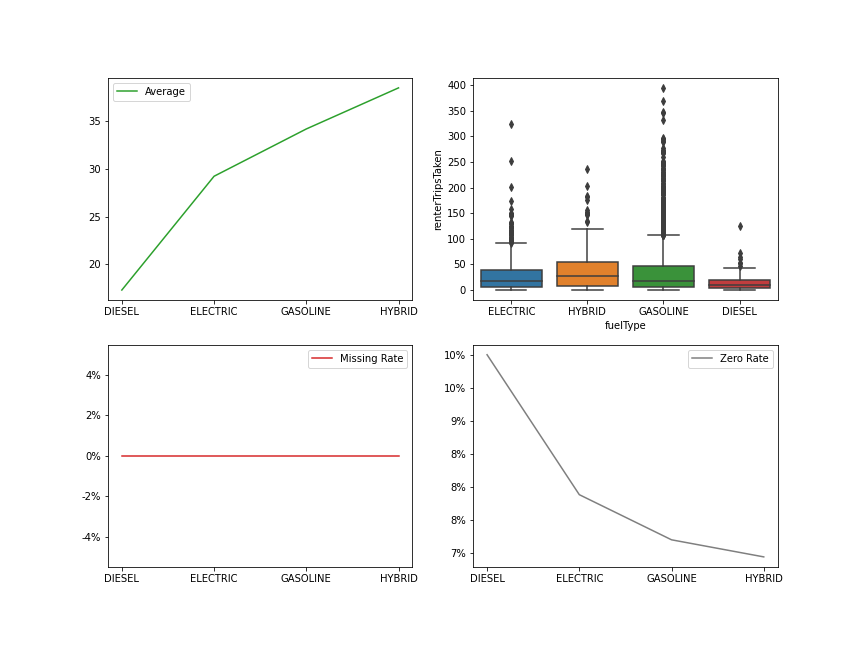 Average
35
30
25
20
DIESEL ELECTRIC GASOLINE HYBRID
400
350
300
250
200
150
100
50
0
renterTripsTaken
ELECTRIC HYBRID GASOLINE DIESEL
fuelType
Missing Rate
4%
2%
0%
-2%
-4%
DIESEL ELECTRIC GASOLINE HYBRID
Zero Rate
10%
10%
9%
8%
8%
8%
7%
DIESEL ELECTRIC GASOLINE HYBRID